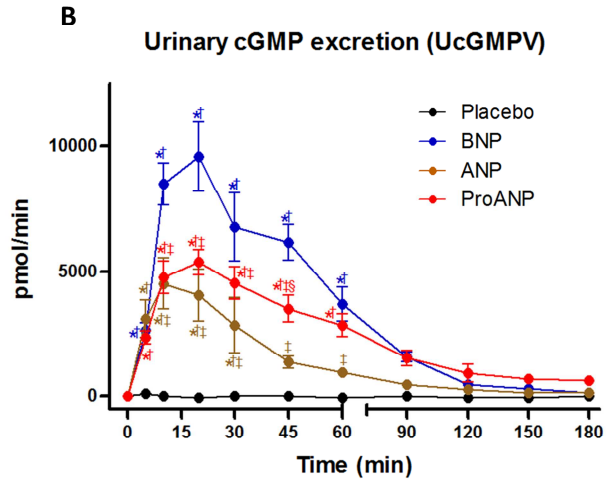 B
Urinary cGMP excretion (UcGMPV)
Placebo
BNP
ANP
ProANP
pmol/min
10000
5000
0
*†
*†
*†
*†
*†
*†
*†‡
*†‡
*†‡
*†‡§
*†
*†
*†
*†‡
*†‡
*†‡
‡
‡
0 15 30 45 60 90 120 150 180
Time (min)